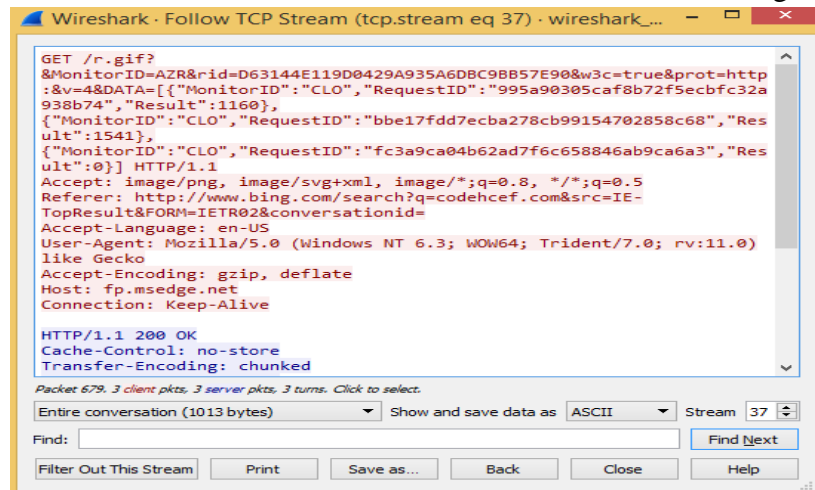 Wireshark · Follow TCP Stream (tcp.stream eq 37) · wireshark_...
GET /r.gif?
&MonitorID=AZR&rid=D63144E119D0429A935A6DBC9BB57E90&w3c=true&prot=http
:&v=4&DATA=[{"MonitorID":"CLO","RequestID":"995a90305caf8b72f5ecbfc32a
938b74","Result":1160},
{"MonitorID":"CLO","RequestID":"bbe17fdd7ecba278cb99154702858c68","Res
ult":1541},
{"MonitorID":"CLO","RequestID":"fc3a9ca04b62ad7f6c658846ab9ca6a3","Res
ult":0}] HTTP/1.1
Accept: image/png, image/svg+xml, image/*;q=0.8, */*;q=0.5
Referer: http://www.bing.com/search?q=codehcef.com&src=IE-
TopResult&FORM=IETR02&conversationid=
Accept-Language: en-US
User-Agent: Mozilla/5.0 (Windows NT 6.3; WOW64; Trident/7.0; rv:11.0)
like Gecko
Accept-Encoding: gzip, deflate
Host: fp.msedge.net
Connection: Keep-Alive
HTTP/1.1 200 OK
Cache-Control: no-store
Transfer-Encoding: chunked
Packet 679. 3 client pkts, 3 server pkts, 3 turns. Click to select.
Entire conversation (1013 bytes) Show and save data as ASCII Stream 37
Find: Find Next
Filter Out This Stream Print Save as... Back Close Help